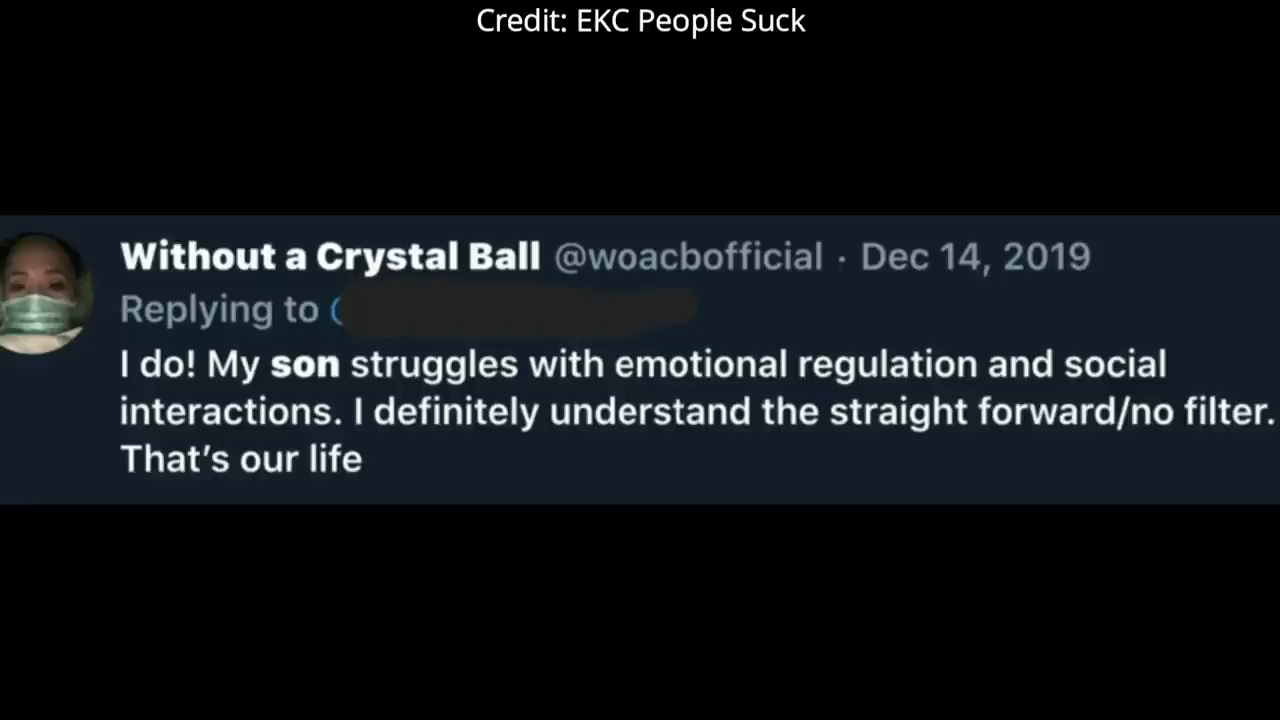 Credit: EKC People Suck
Without a Crystal Ball @woacbofficial · Dec 14, 2019
Replying to
I do! My son struggles with emotional regulation and social
interactions. I definitely understand the straight forward/no filter.
That’s our life